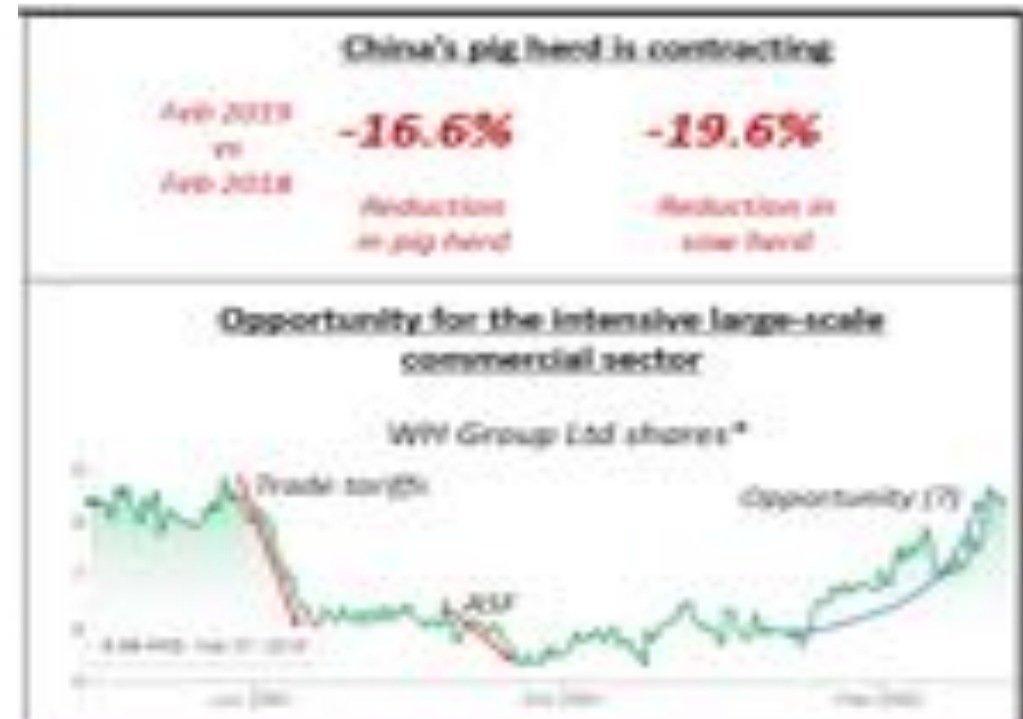 China's pig herd is contracting
Feb 2019
vs
Feb 2018
-16.6%
Reduction
in pig herd
-19.6%
Reduction in
sow herd
Opportunity for the intensive large-scale
commercial sector
WH Group Ltd shares*
Trade tariffs
Opportunity (?)
ASF